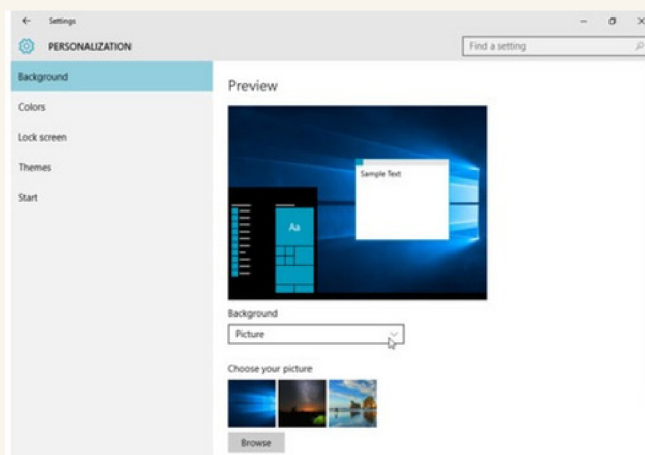 Settings
PERSONALIZATION
Find a setting
Background
Colors
Lock screen
Themes
Start
Preview
Sample Text
Aa
Background
Picture
Choose your picture
Browse